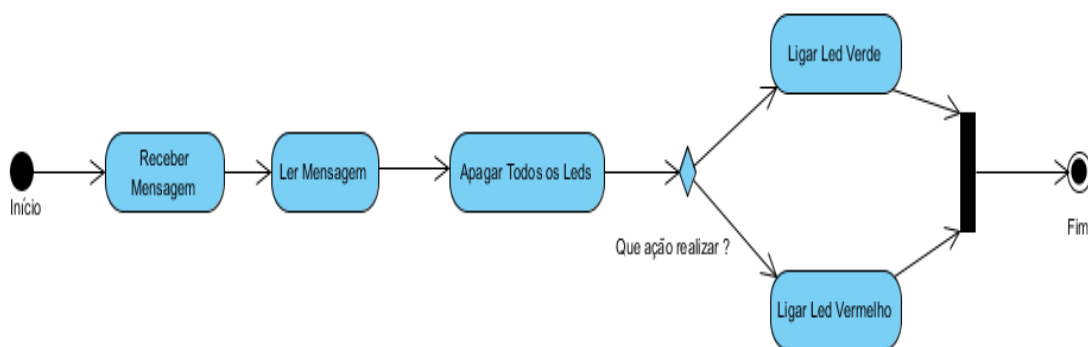 Início
Receber
Mensagem
Ler Mensagem
Apagar Todos os Leds
Que ação realizar ?
Ligar Led Verde
Ligar Led Vermelho
Fim